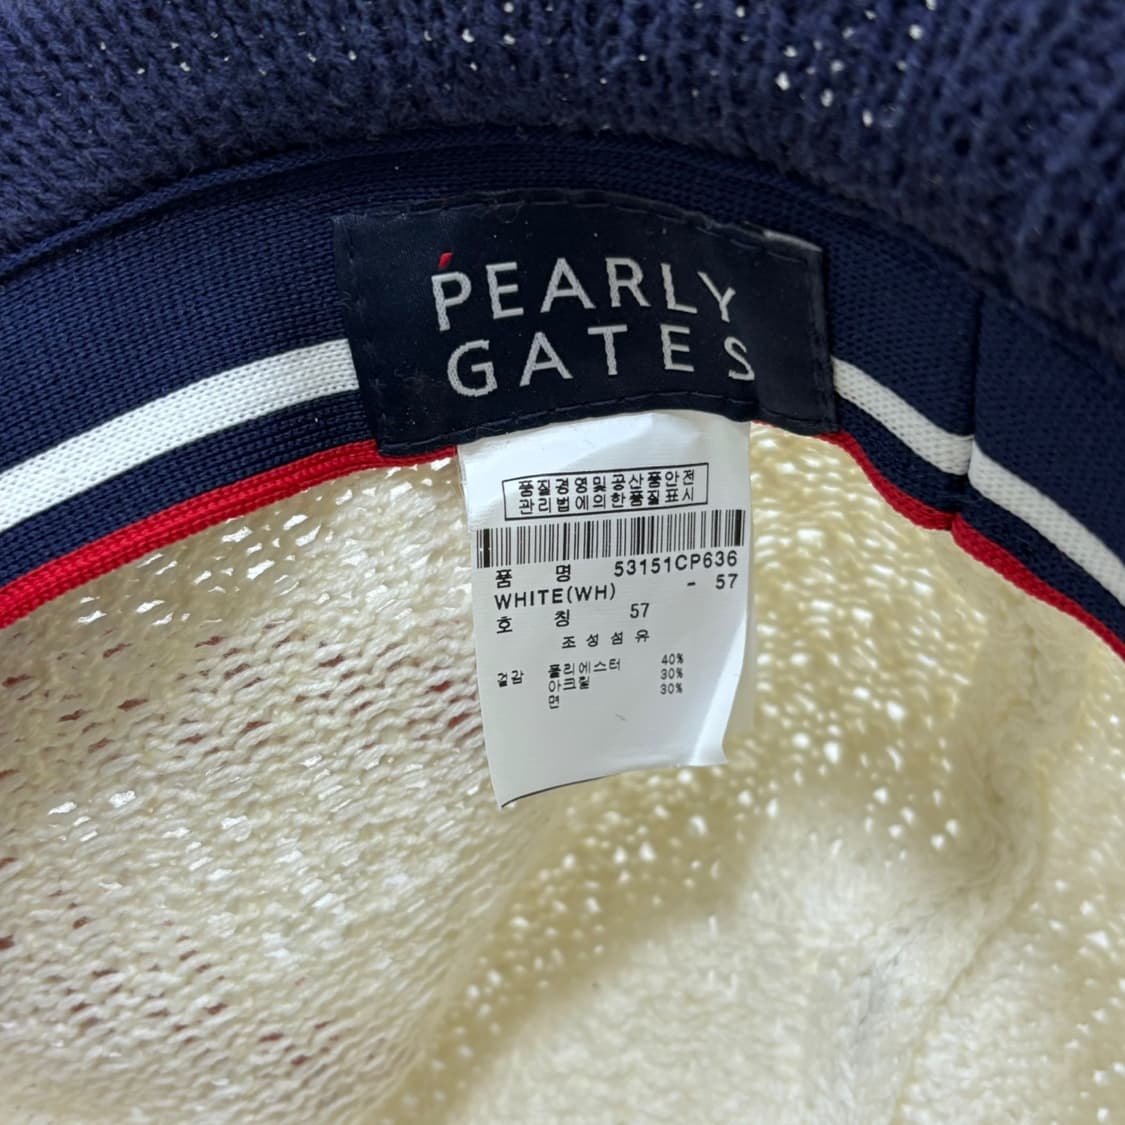 PEARLY
GATES
품질경영및공산품안전
관리법에의한품질표시
품 명 53151CP636
WHITE(WH) - 57
호 칭 57
조성섬유
겉감 폴리에스터 40%
아크릴 30%
면 30%